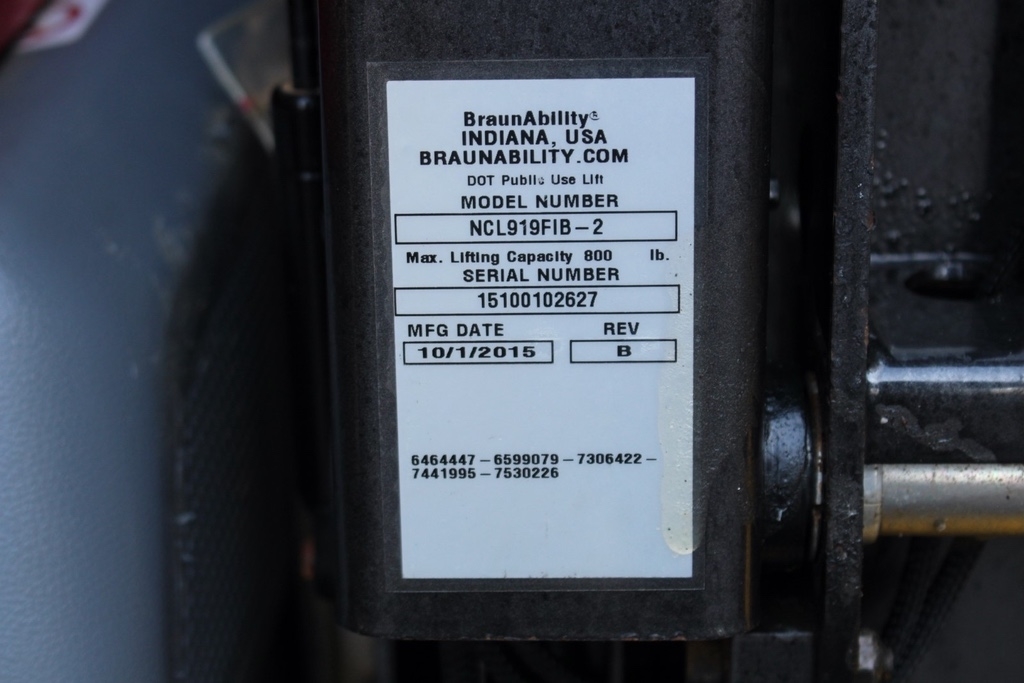 BraunAbility®
INDIANA, USA
BRAUNABILITY.COM
DOT Public Use Lift
MODEL NUMBER
NCL919FIB-2
Max. Lifting Capacity 800 lb.
SERIAL NUMBER
15100102627
MFG DATE REV
10/1/2015 B
6464447-6599079-7306422-
7441995-7530226